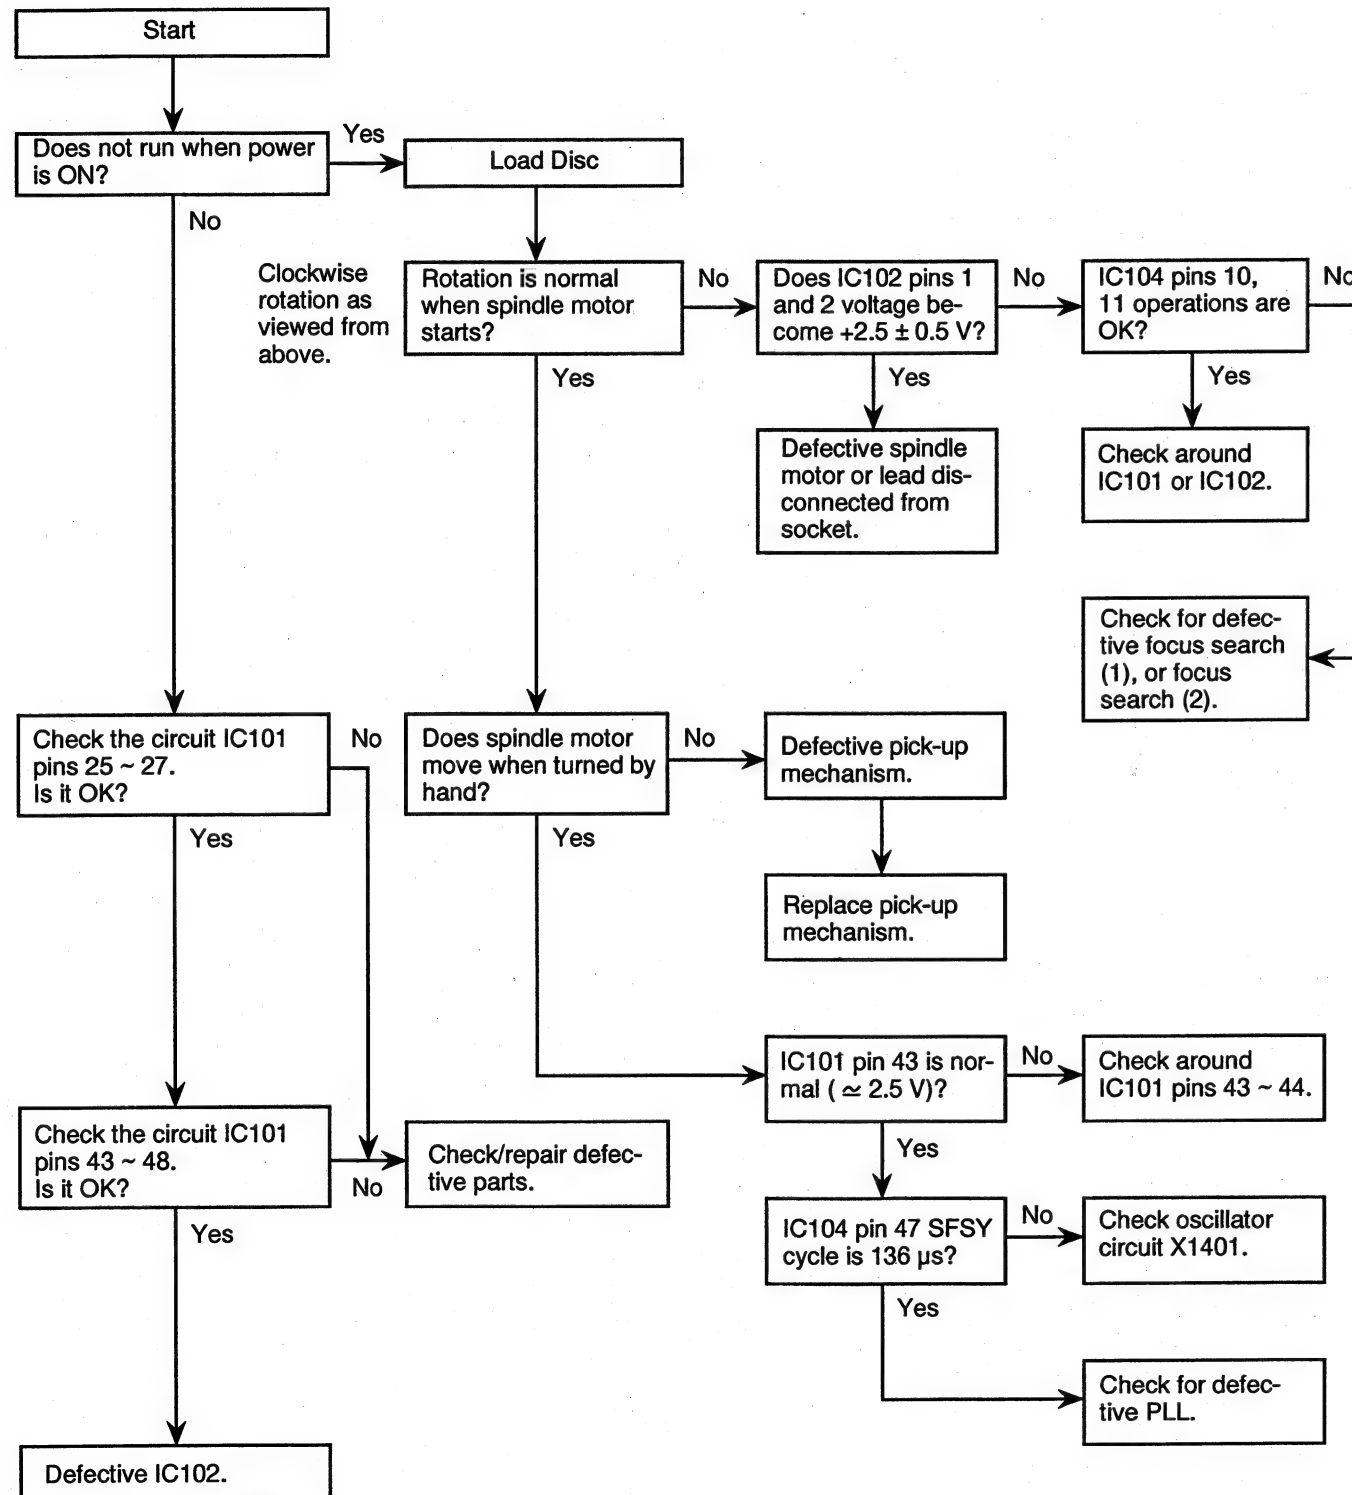 Start
Does not run when power
is ON?
Yes
Load Disc
No
Clockwise
rotation as
viewed from
above.
Rotation is normal
when spindle motor
starts?
No
Does IC102 pins 1
and 2 voltage be-
come +2.5 ± 0.5 V?
No
IC104 pins 10,
11 operations are
OK?
No
Yes
Yes
Yes
Defective spindle
motor or lead dis-
connected from
socket.
Check around
IC101 or IC102.
Check for defec-
tive focus search
(1), or focus
search (2).
Check the circuit IC101
pins 25 ~ 27.
Is it OK?
No
Does spindle motor
move when turned by
hand?
No
Defective pick-up
mechanism.
Yes
Yes
Replace pick-up
mechanism.
IC101 pin 43 is nor-
mal ( ≃ 2.5 V)?
No
Check around
IC101 pins 43 ~ 44.
Check the circuit IC101
pins 43 ~ 48.
Is it OK?
No
Check/repair defec-
tive parts.
Yes
Yes
IC104 pin 47 SFSY
cycle is 136 µs?
No
Check oscillator
circuit X1401.
Yes
Check for defec-
tive PLL.
Defective IC102.